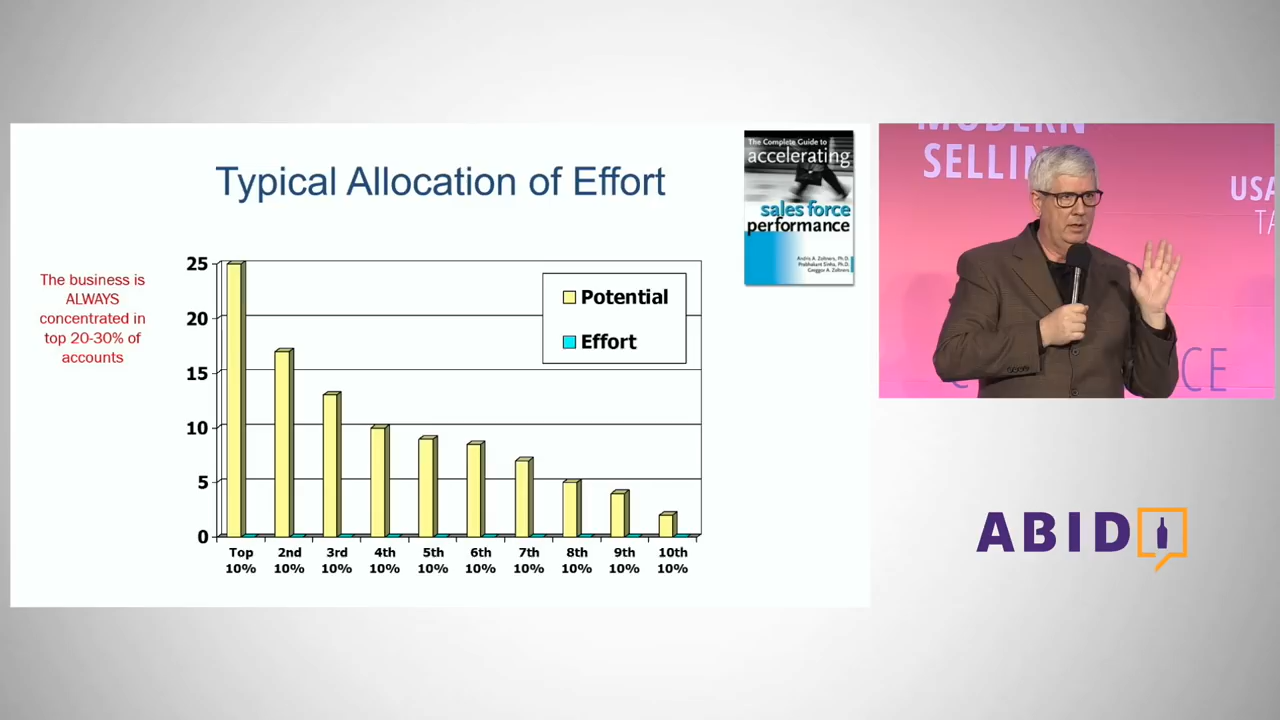 Typical Allocation of Effort
The business is
ALWAYS
concentrated in
top 20-30% of
accounts
25
20
15
10
5
0
Potential
Effort
Top 10%
2nd 10%
3rd 10%
4th 10%
5th 10%
6th 10%
7th 10%
8th 10%
9th 10%
10th 10%
The Complete Guide to
accelerating
sales force
performance
Andris A. Zoltners, Ph.D.
Prabhakant Sinha, Ph.D.
Greggor A. Zoltners
MODERN
SELLIN
USA
TA
CE
ABID